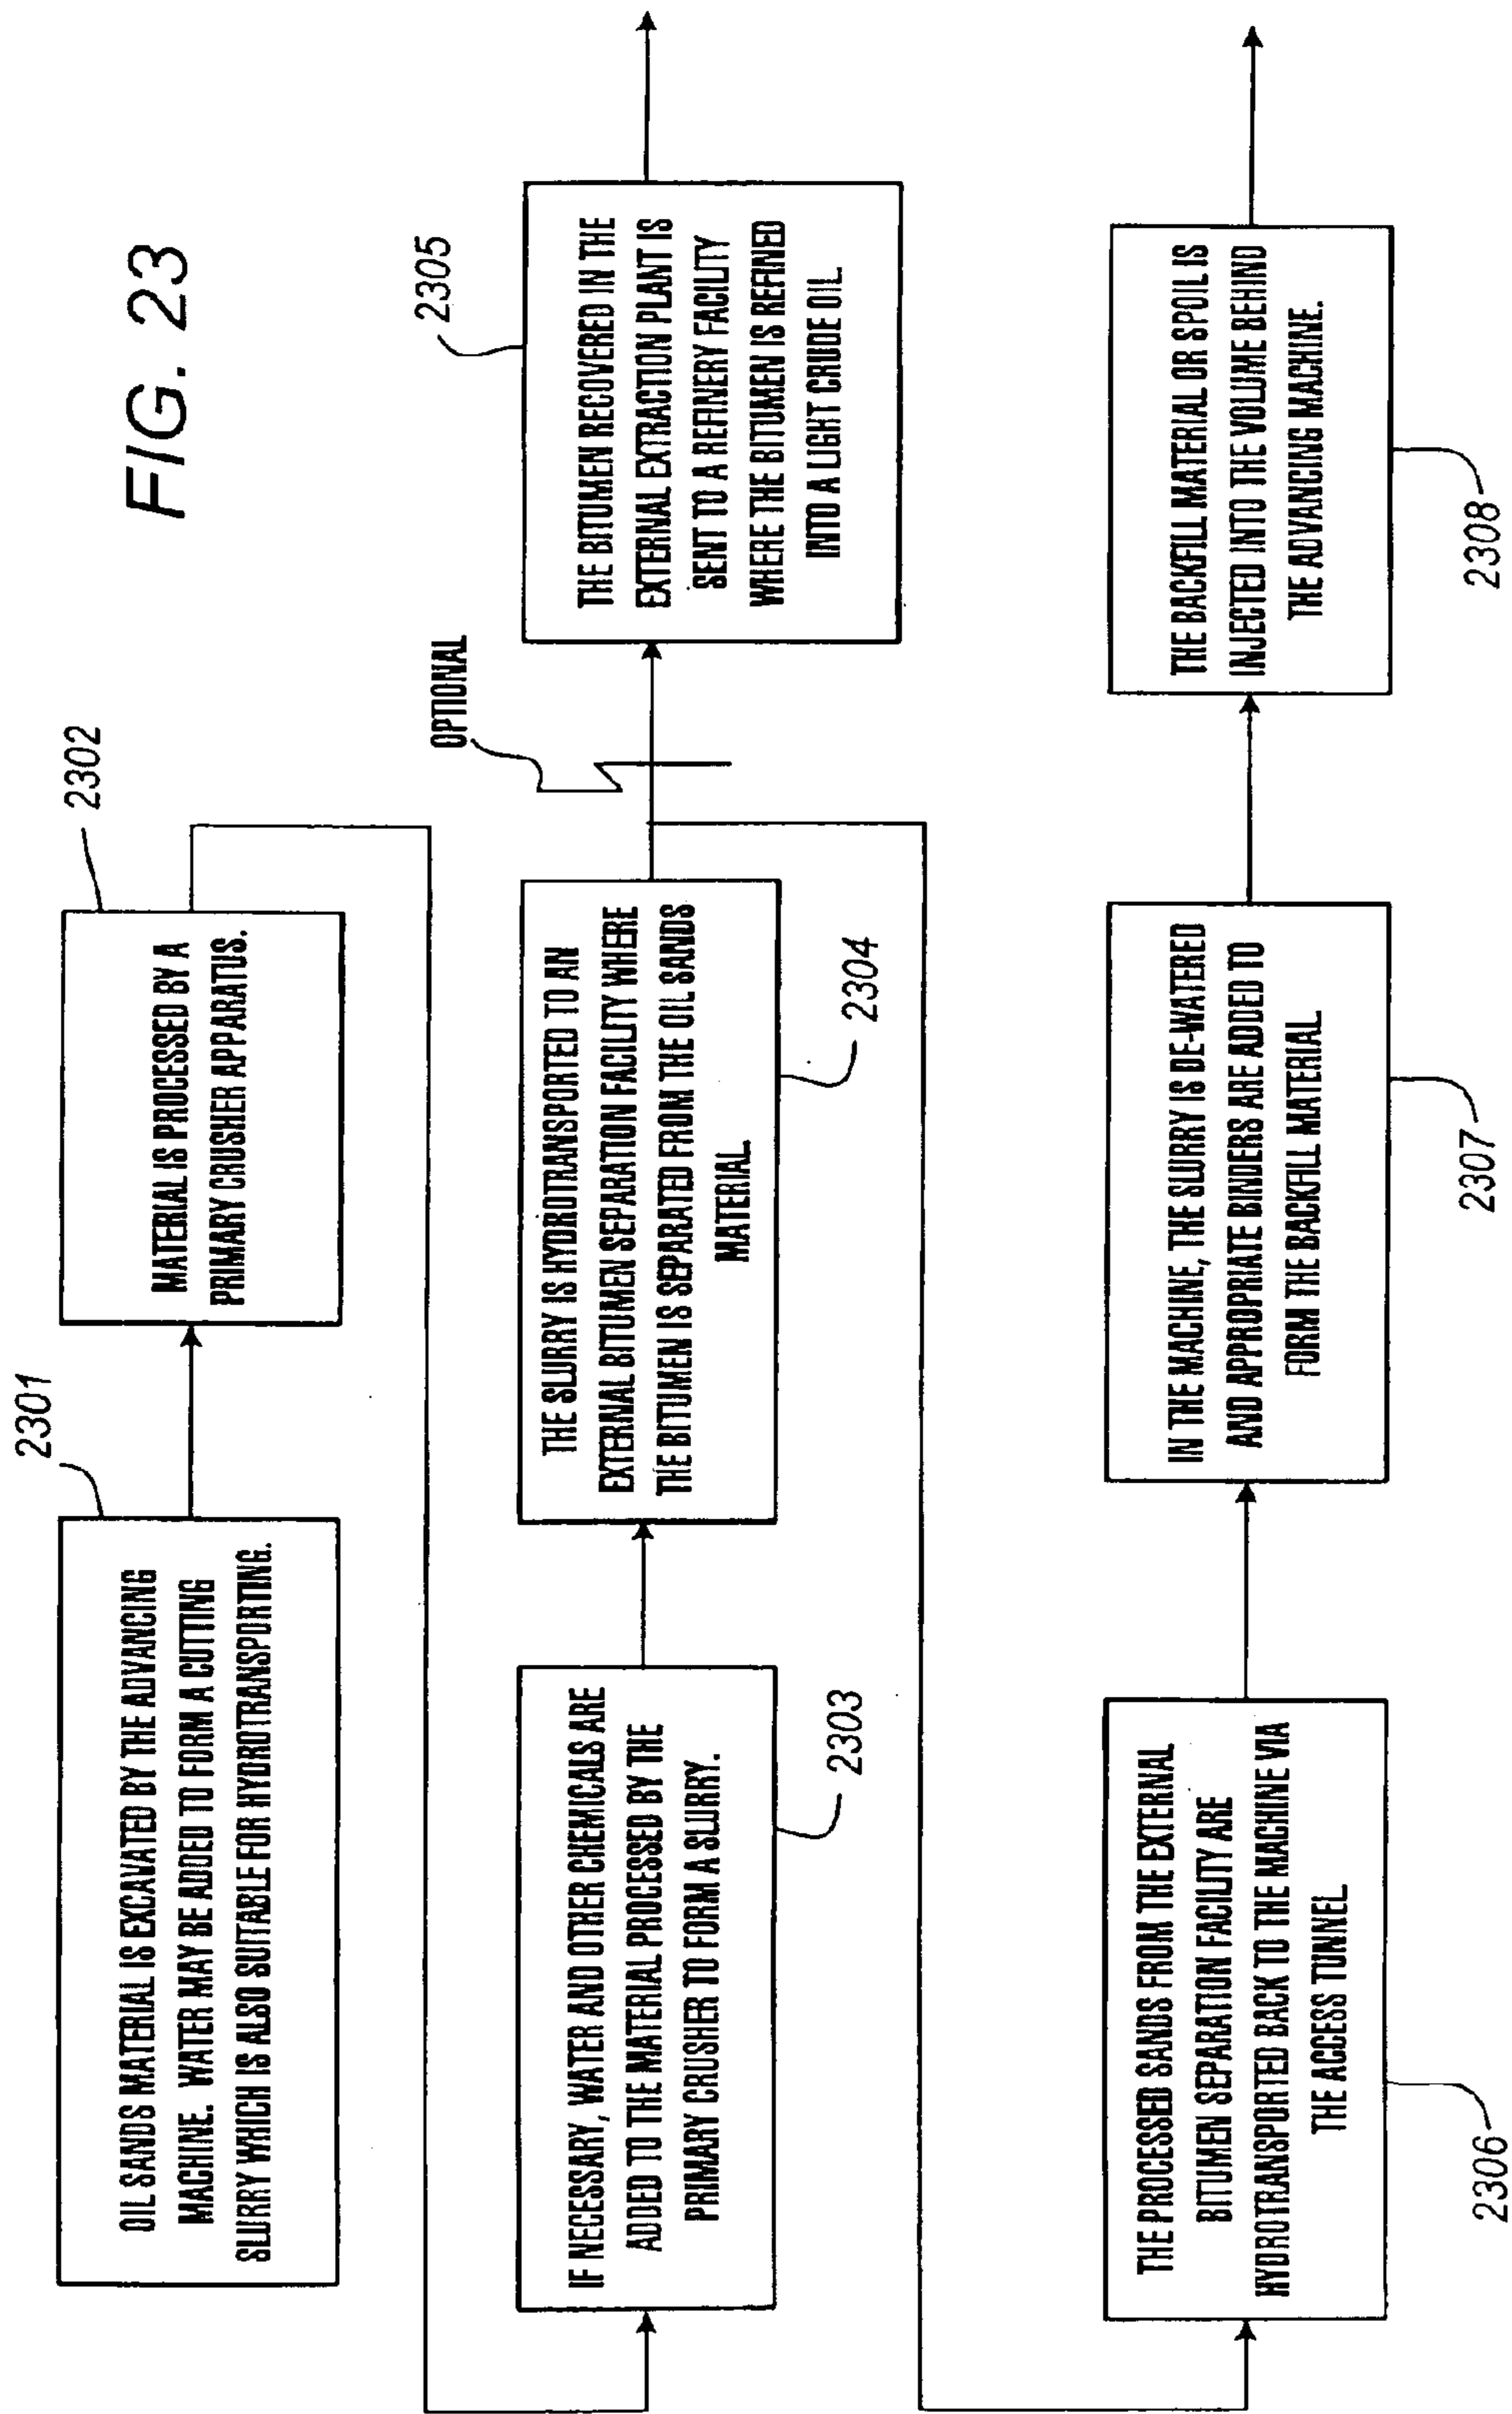 FIG. 23
2301
OIL SANDS MATERIAL IS EXCAVATED BY THE ADVANCING
MACHINE. WATER MAY BE ADDED TO FORM A CUTTING
SLURRY WHICH IS ALSO SUITABLE FOR HYDROTRANSPORTING.
2302
MATERIAL IS PROCESSED BY A
PRIMARY CRUSHER APPARATUS.
IF NECESSARY, WATER AND OTHER CHEMICALS ARE
ADDED TO THE MATERIAL PROCESSED BY THE
PRIMARY CRUSHER TO FORM A SLURRY.
2303
THE SLURRY IS HYDROTRANSPORTED TO AN
EXTERNAL BITUMEN SEPARATION FACILITY WHERE
THE BITUMEN IS SEPARATED FROM THE OIL SANDS
MATERIAL.
2304
OPTIONAL
2305
THE BITUMEN RECOVERED IN THE
EXTERNAL EXTRACTION PLANT IS
SENT TO A REFINERY FACILITY
WHERE THE BITUMEN IS REFINED
INTO A LIGHT CRUDE OIL.
THE PROCESSED SANDS FROM THE EXTERNAL
BITUMEN SEPARATION FACILITY ARE
HYDROTRANSPORTED BACK TO THE MACHINE VIA
THE ACCESS TUNNEL.
2306
IN THE MACHINE, THE SLURRY IS DE-WATERED
AND APPROPRIATE BINDERS ARE ADDED TO
FORM THE BACKFILL MATERIAL.
2307
THE BACKFILL MATERIAL OR SPOIL IS
INJECTED INTO THE VOLUME BEHIND
THE ADVANCING MACHINE.
2308